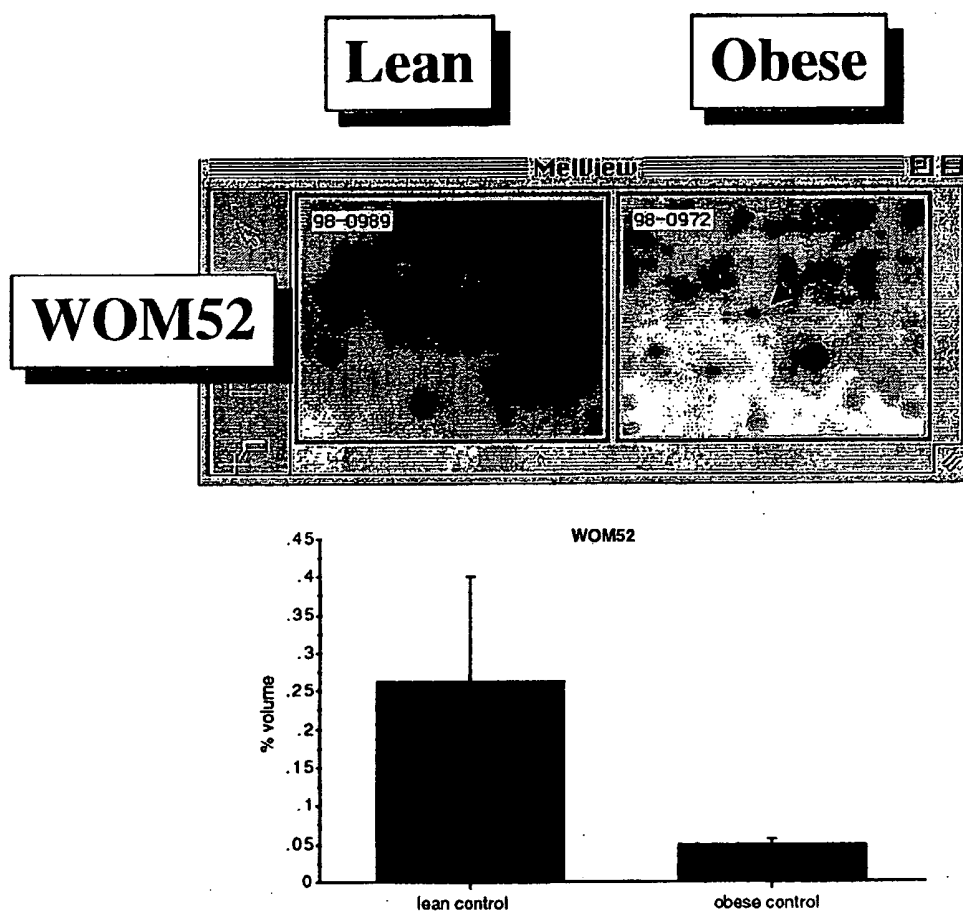 Lean
Obese
MelView
98-0989
98-0972
WOM52
WOM52
.45
.4
.35
.3
.25
.2
.15
.1
.05
0
% volume
lean control
obese control